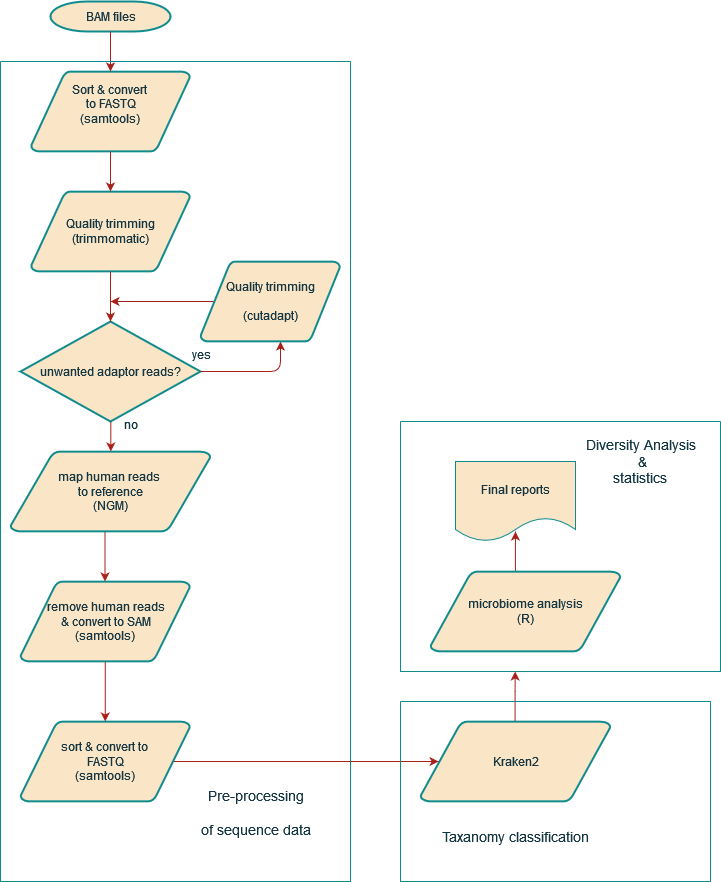 BAM files
Sort & convert
to FASTQ
(samtools)
Quality trimming
(trimmomatic)
Quality trimming
(cutadapt)
unwanted adaptor reads?
yes
no
map human reads
to reference
(NGM)
remove human reads
& convert to SAM
(samtools)
sort & convert to
FASTQ
(samtools)
Pre-processing
of sequence data
Kraken2
Taxanomy classification
microbiome analysis
(R)
Final reports
Diversity Analysis
&
statistics